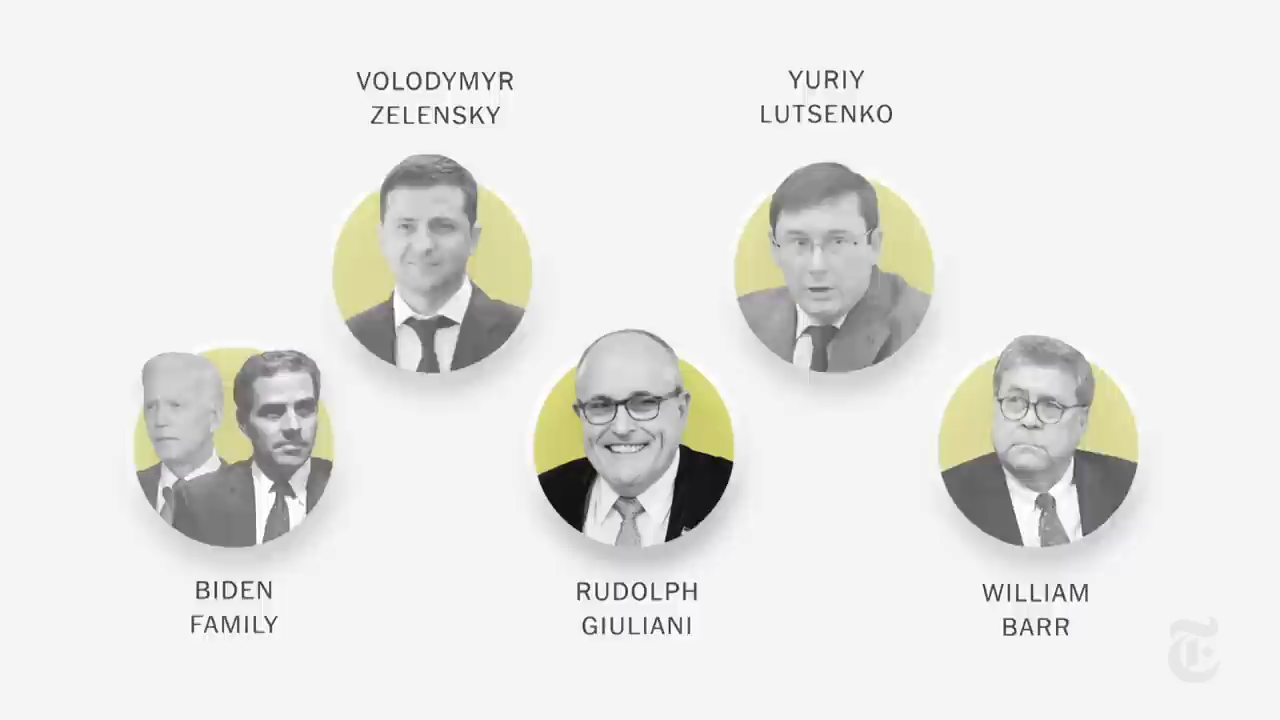 VOLODYMYR
ZELENSKY
YURIY
LUTSENKO
BIDEN
FAMILY
RUDOLPH
GIULIANI
WILLIAM
BARR
T